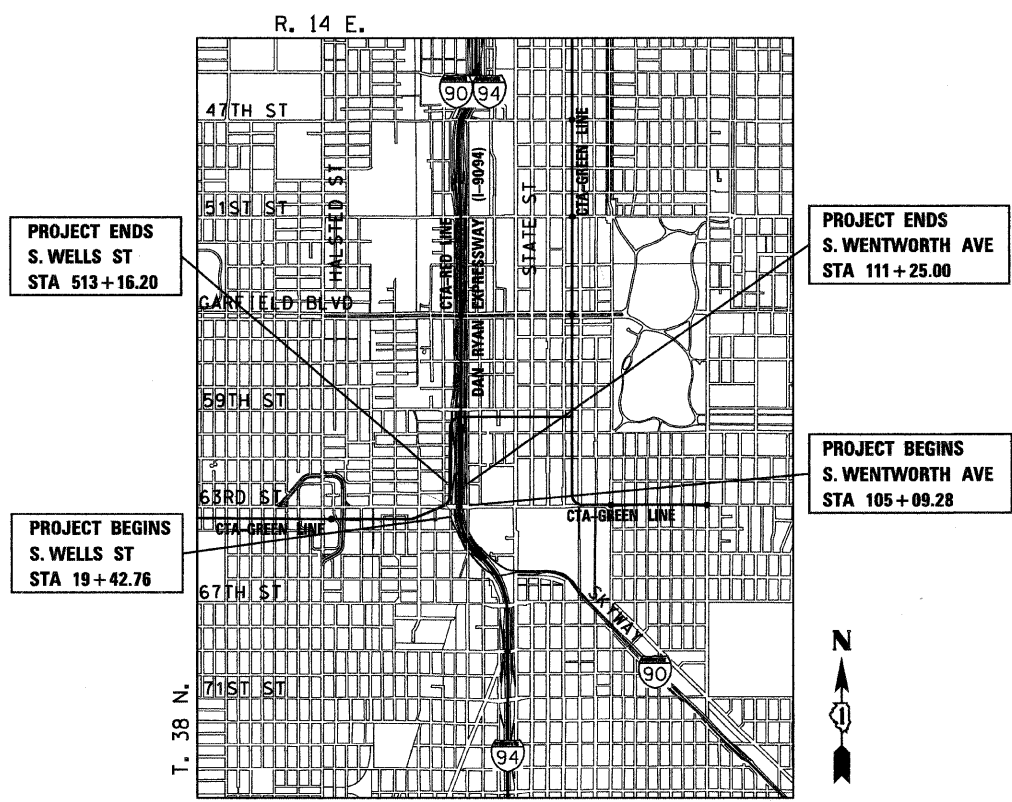 R. 14 E.
90 94
47TH ST
CTA-GREEN LINE
HALSTED ST
DAN RYAN EXPRESSWAY (I-90/94)
STATE ST
51ST ST
CTA-RED LINE
PROJECT ENDS
S. WELLS ST
STA 513+16.20
PROJECT ENDS
S. WENTWORTH AVE
STA 111+25.00
GARFIELD BLVD
59TH ST
PROJECT BEGINS
S. WENTWORTH AVE
STA 105+09.28
63RD ST
CTA-GREEN LINE
CTA-GREEN LINE
PROJECT BEGINS
S. WELLS ST
STA 19+42.76
67TH ST
SKYWAY
N
90
1
71ST ST
T. 38 N.
94